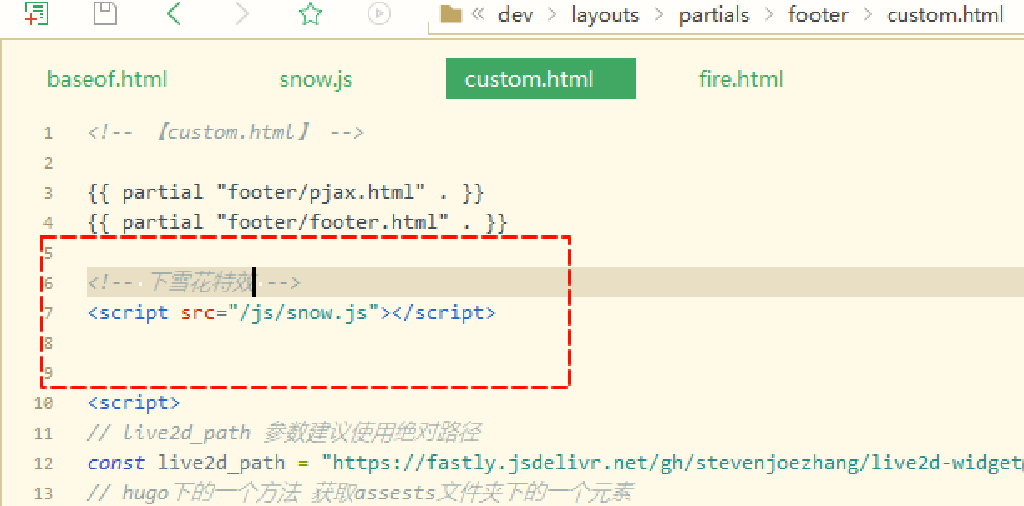 « dev > layouts > partials > footer > custom.html
baseof.html snow.js custom.html fire.html
1 <!-- 【custom.html】 -->
2
3 {{ partial "footer/pjax.html" . }}
4 {{ partial "footer/footer.html" . }}
5
6 <!-- 下雪花特效 -->
7 <script src="/js/snow.js"></script>
8
9
10 <script>
11 // live2d_path 参数建议使用绝对路径
12 const live2d_path = "https://fastly.jsdelivr.net/gh/stevenjoezhang/live2d-widget
13 // hugo下的一个方法 获取assests文件夹下的一个元素